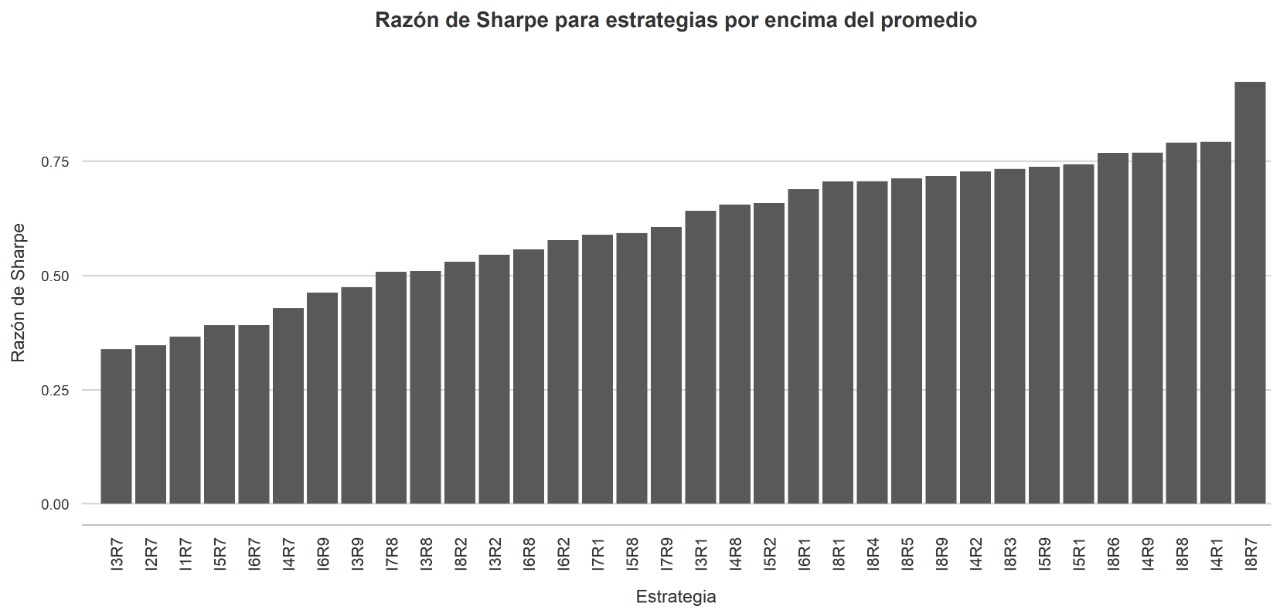 Razón de Sharpe para estrategias por encima del promedio
Razón de Sharpe
0.75
0.50
0.25
0.00
I3R7 I2R7 I1R7 I5R7 I6R7 I4R7 I6R9 I3R9 I7R8 I3R8 I8R2 I3R2 I6R8 I6R2 I7R1 I5R8 I7R9 I3R1 I4R8 I5R2 I6R1 I8R1 I8R4 I8R5 I8R9 I4R2 I8R3 I5R9 I5R1 I8R6 I4R9 I8R8 I4R1 I8R7
Estrategia